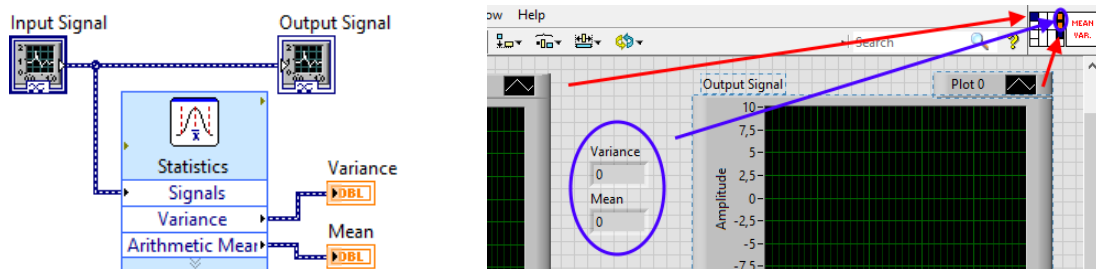 Input Signal
Output Signal
Statistics
Signals
Variance
Arithmetic Mear
Variance
DBL
Mean
DBL
ow Help
Search
?
MEAN
VAR.
Output Signal
Plot 0
Variance
0
Mean
0
Amplitude
10-
7,5-
5-
2,5-
0-
-2,5-
-5-
-7.5-